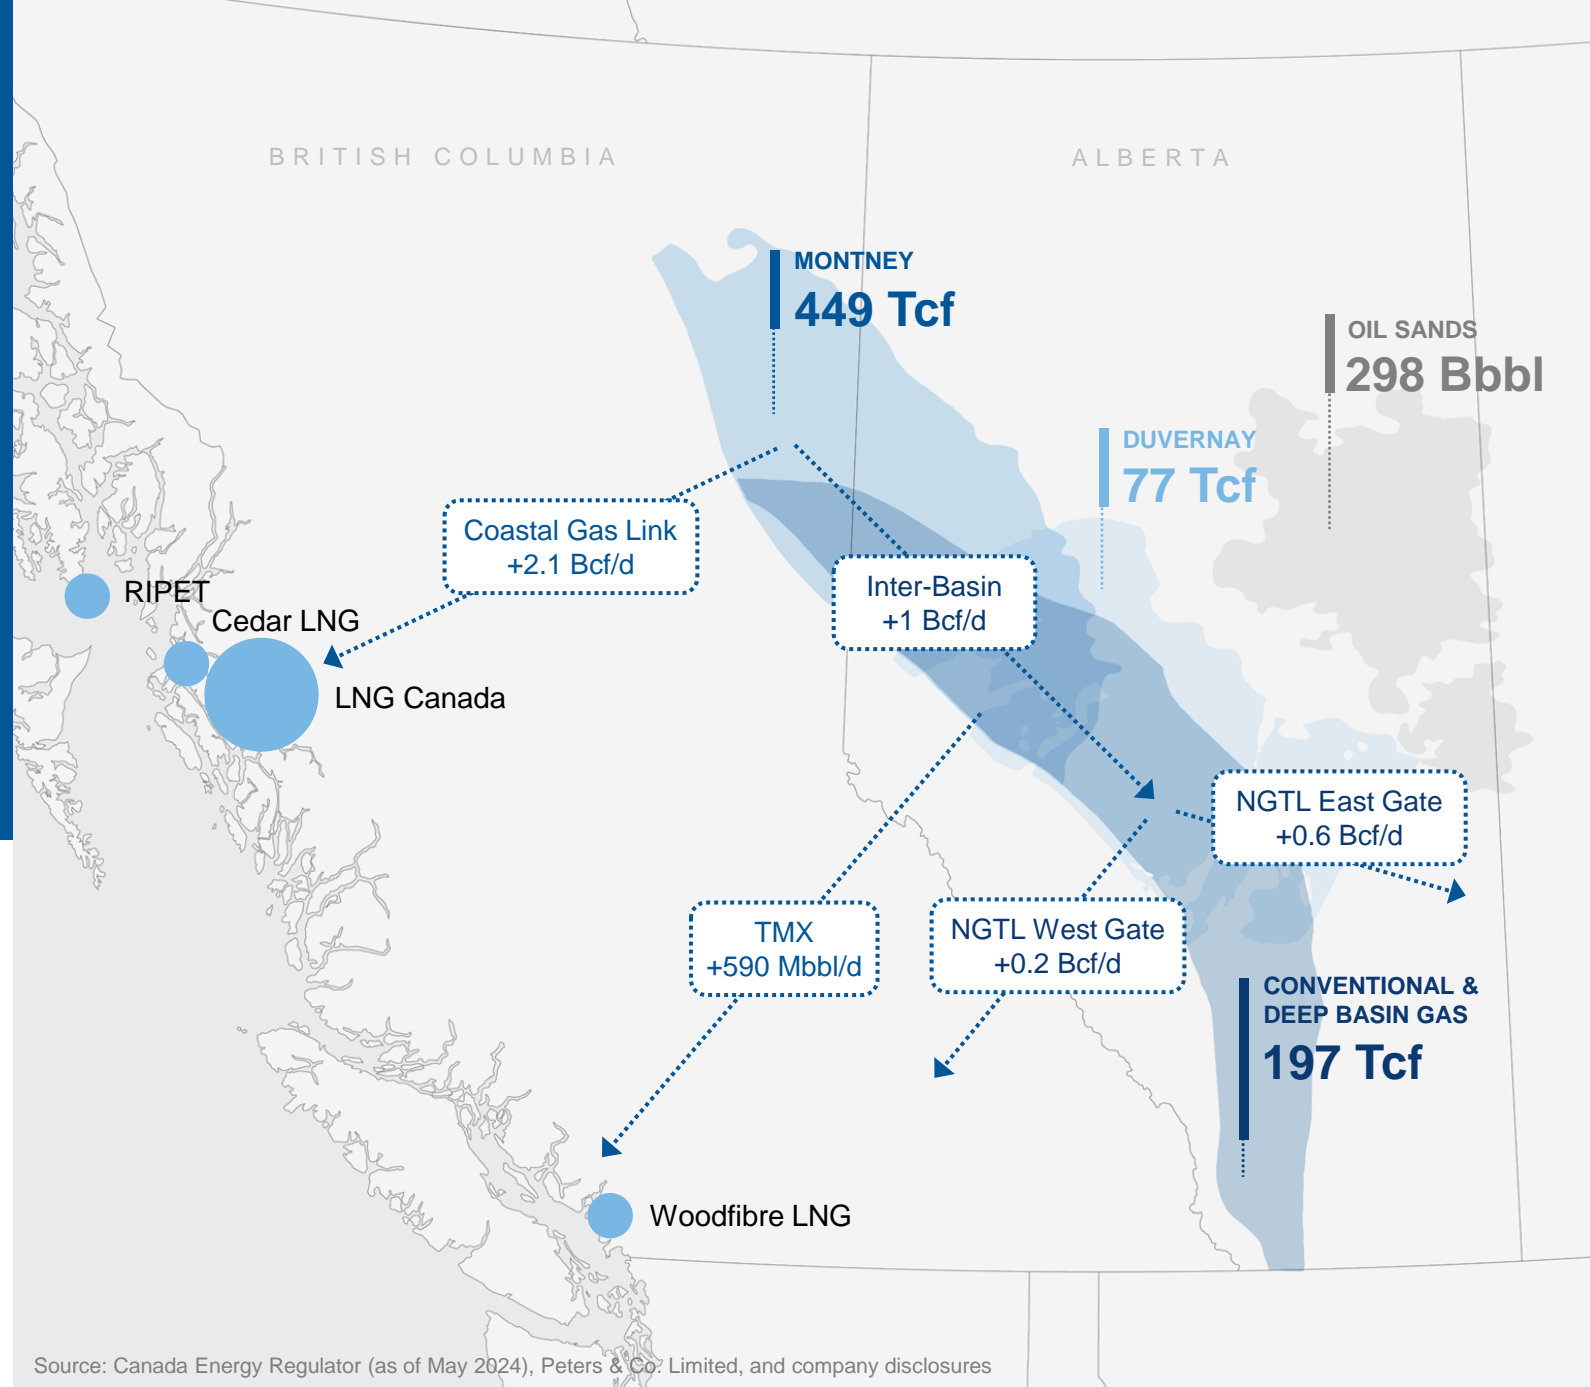 BRITISH COLUMBIA
ALBERTA
MONTNEY
449 Tcf
OIL SANDS
298 Bbbl
DUVERNAY
77 Tcf
Coastal Gas Link
+2.1 Bcf/d
Inter-Basin
+1 Bcf/d
RIPET
Cedar LNG
LNG Canada
NGTL East Gate
+0.6 Bcf/d
TMX
+590 Mbbl/d
NGTL West Gate
+0.2 Bcf/d
CONVENTIONAL &
DEEP BASIN GAS
197 Tcf
Woodfibre LNG
Source: Canada Energy Regulator (as of May 2024), Peters & Co. Limited, and company disclosures